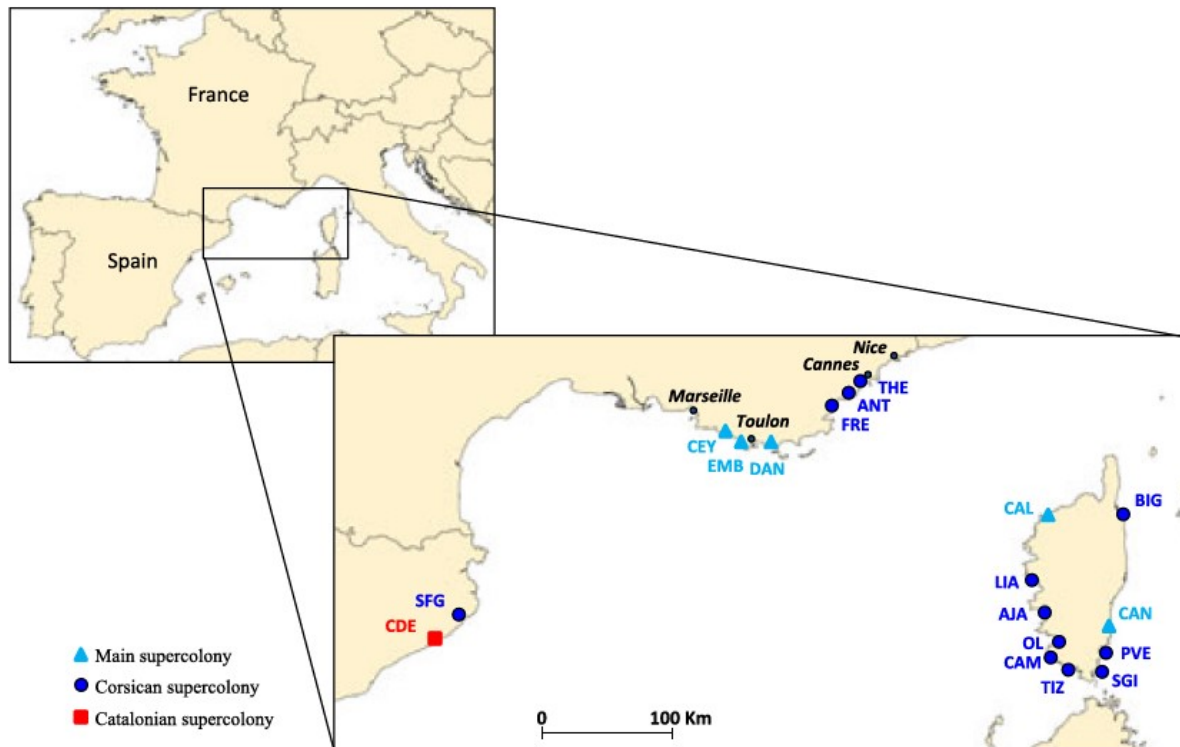 France
Spain
Nice
Cannes
THE
Marseille
ANT
Toulon
FRE
CEY
EMB DAN
CAL
BIG
LIA
SFG
AJA
CAN
CDE
OL
PVE
CAM
TIZ
SGI
Main supercolony
Corsican supercolony
Catalonian supercolony
0 100 Km